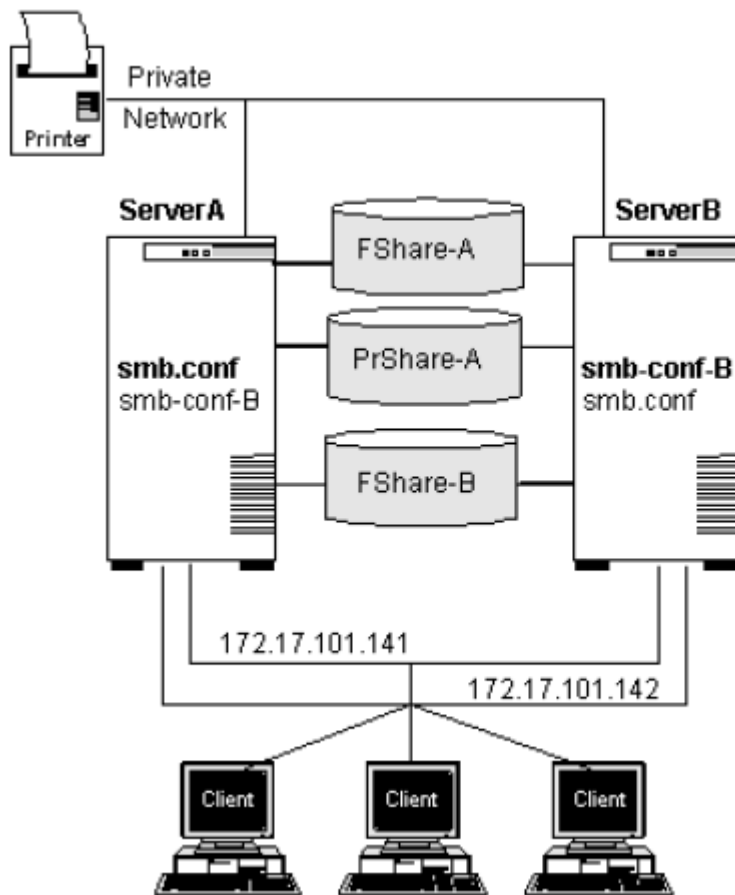 Private
Network
Printer
ServerA
ServerB
FShare-A
PrShare-A
FShare-B
smb.conf
smb-conf-B
smb-conf-B
smb.conf
172.17.101.141
172.17.101.142
Client
Client
Client